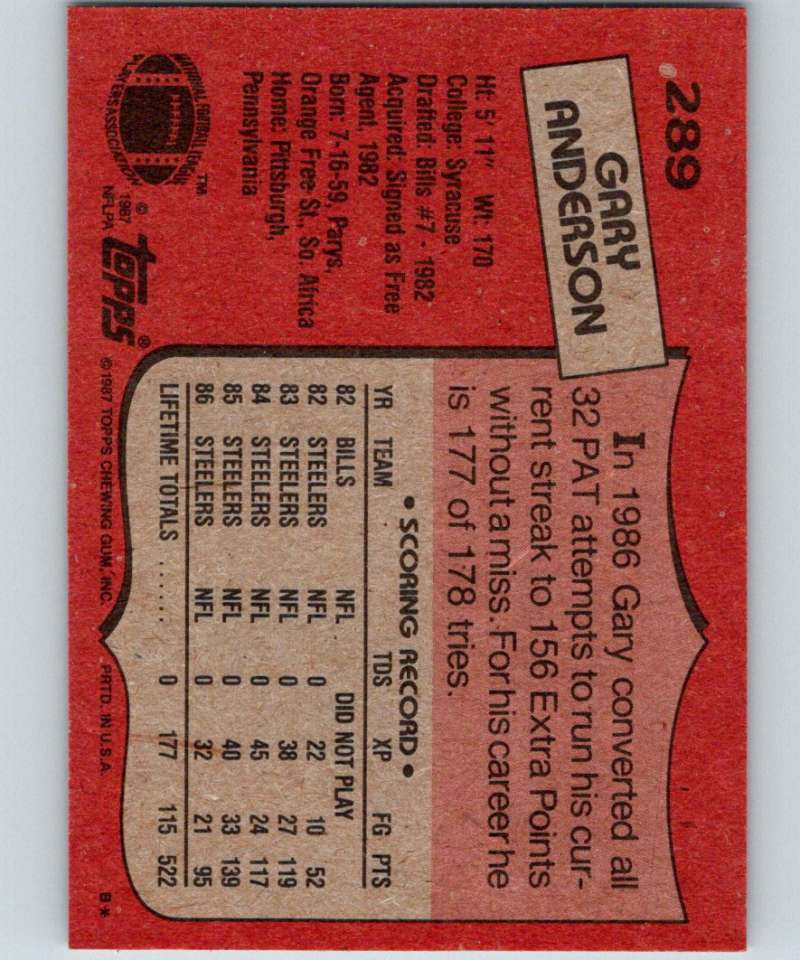 289
GARY
ANDERSON
Ht: 5' 11" Wt: 170
College: Syracuse
Drafted: Bills #7 - 1982
Acquired: Signed as Free
Agent, 1982
Born: 7-16-59, Parys,
Orange Free St., So. Africa
Home: Pittsburgh,
Pennsylvania
NATIONAL FOOTBALL LEAGUE
PLAYERS ASSOCIATION
TM
© 1987
NFLPA
topps®
In 1986 Gary converted all
32 PAT attempts to run his cur-
rent streak to 156 Extra Points
without a miss. For his career he
is 177 of 178 tries.
• SCORING RECORD •
YR TEAM TDS XP FG PTS
82 BILLS NFL DID NOT PLAY
82 STEELERS NFL 0 22 10 52
83 STEELERS NFL 0 38 27 119
84 STEELERS NFL 0 45 24 117
85 STEELERS NFL 0 40 33 139
86 STEELERS NFL 0 32 21 95
LIFETIME TOTALS ...... 0 177 115 522
© 1987 TOPPS CHEWING GUM, INC. PRTD. IN U.S.A. B*